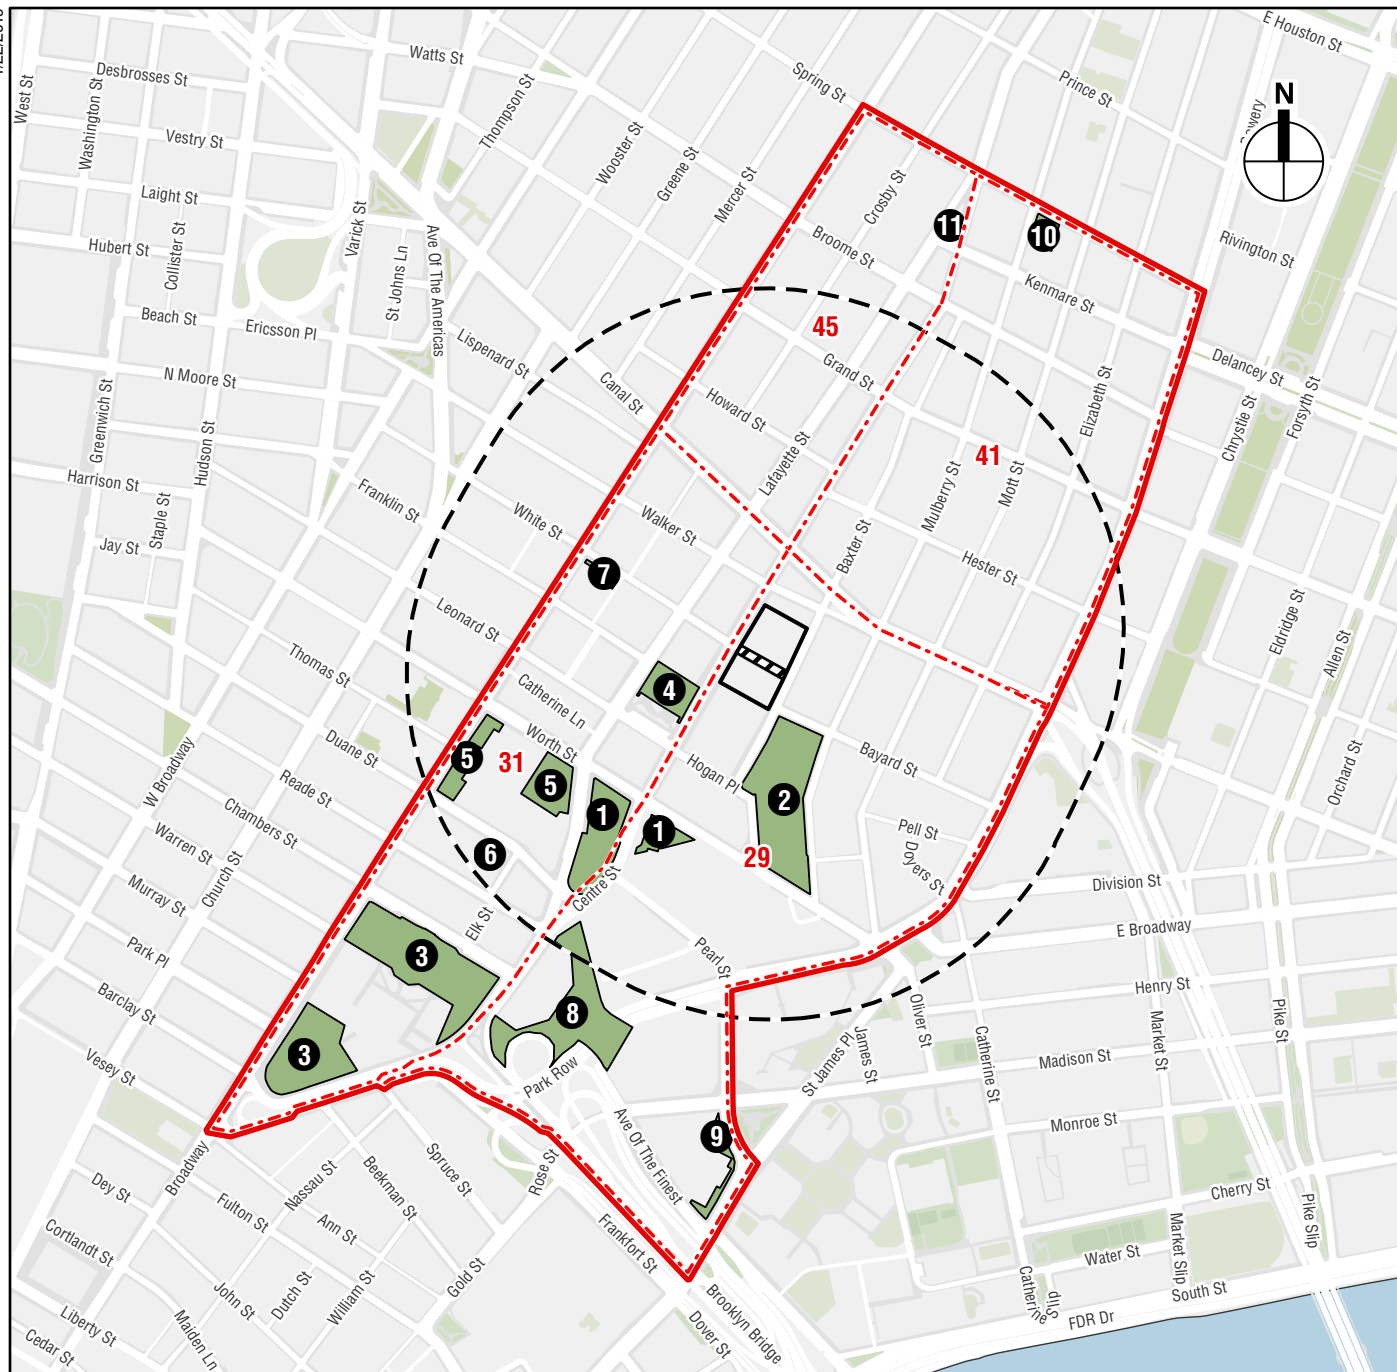 E Houston St
Watts St
Desbrosses St
Spring St
Prince St
West St
Washington St
Thompson St
N
Vestry St
Wooster St
Greene St
Mercer St
Crosby St
Laight St
Varick St
Collister St
Hubert St
St Johns Ln
Ave Of The Americas
11
10
Broome St
Rivington St
Kenmare St
Beach St
Ericsson Pl
45
Lispenard St
Grand St
Delancey St
N Moore St
Canal St
Howard St
Elizabeth St
Forsyth St
Chrystie St
Greenwich St
Hudson St
Lafayette St
41
Harrison St
Staple St
Franklin St
White St
Walker St
Mulberry St
Mott St
Jay St
Baxter St
Hester St
7
Leonard St
Eldridge St
Allen St
Thomas St
Catherine Ln
4
Duane St
Worth St
5
31
5
Hogan Pl
Bayard St
W Broadway
Reade St
2
Orchard St
Chambers St
1
1
Pell St
Warren St
6
29
Doyers St
Church St
Murray St
Centre St
Division St
Elk St
E Broadway
Park Pl
3
Pearl St
Barclay St
8
Henry St
Oliver St
Pike St
Vesey St
3
Park Row
St James Pl
James St
Catherine St
Madison St
Market St
Ave Of The Finest
9
Monroe St
Broadway
Dey St
Nassau St
Beekman St
Spruce St
Rose St
Cherry St
Fulton St
Ann St
Frankfort St
Pike Slip
Market Slip
Cortlandt St
Gold St
Water St
John St
Dutch St
William St
Catherine
Slip
South St
Liberty St
Maiden Ln
Brooklyn Bridge
Dover St
FDR Dr
Cedar St